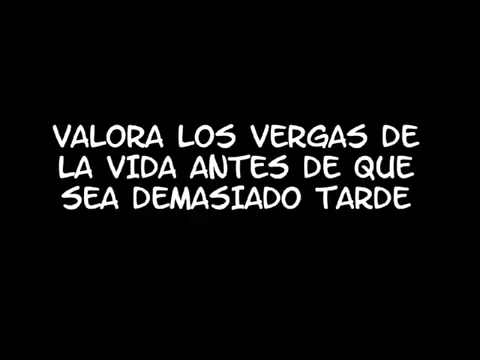 VALORA LOS VERGAS DE
LA VIDA ANTES DE QUE
SEA DEMASIADO TARDE